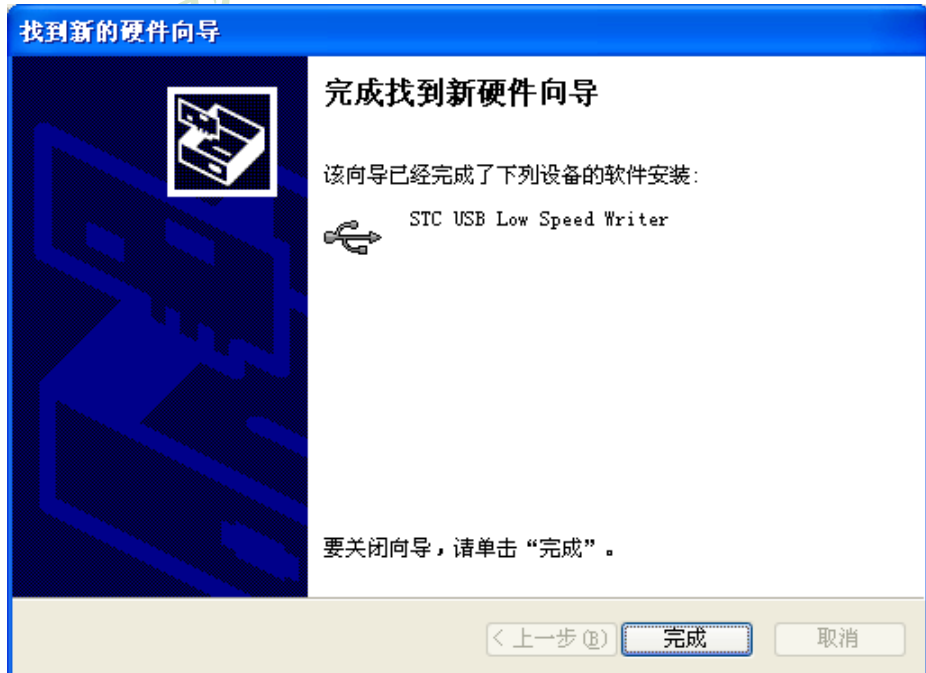 找到新的硬件向导
完成找到新硬件向导
该向导已经完成了下列设备的软件安装:
STC USB Low Speed Writer
要关闭向导，请单击“完成”。
< 上一步(B) 完成 取消